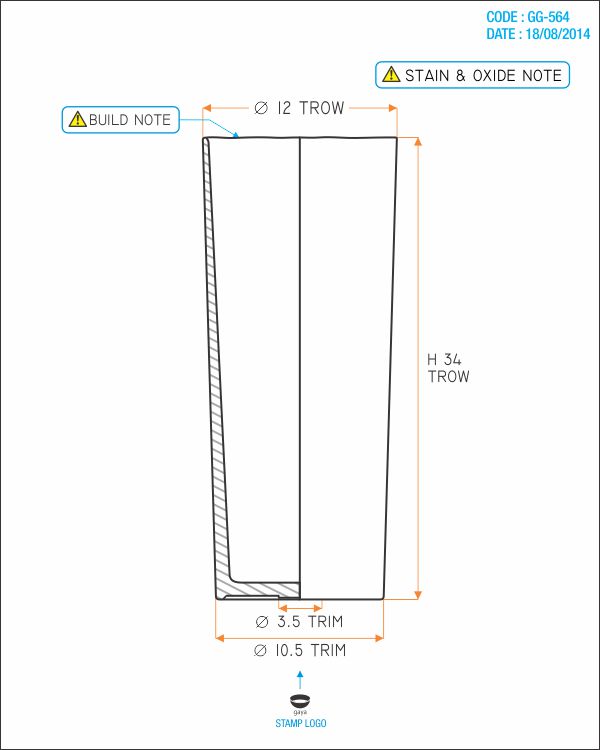 CODE : GG-564
DATE : 18/08/2014
STAIN & OXIDE NOTE
Ø 12 TROW
BUILD NOTE
H 34
TROW
Ø 3.5 TRIM
Ø 10.5 TRIM
gaya
STAMP LOGO